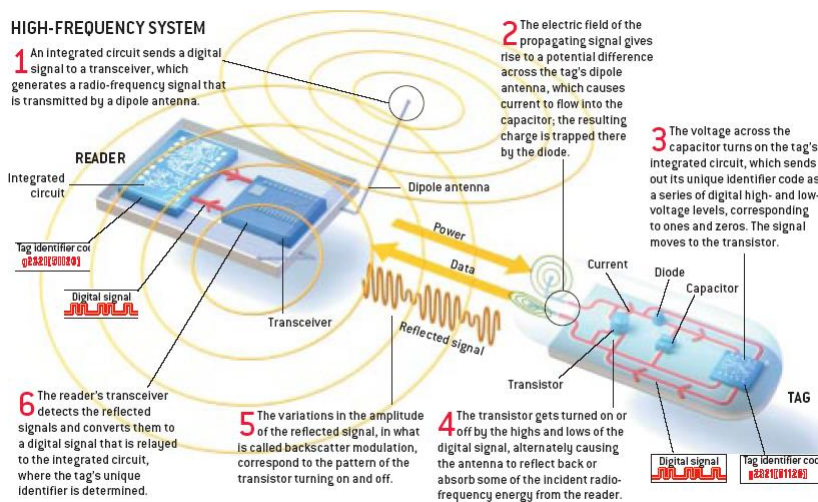 HIGH-FREQUENCY SYSTEM
1 An integrated circuit sends a digital
signal to a transceiver, which
generates a radio-frequency signal that
is transmitted by a dipole antenna.
2 The electric field of the
propagating signal gives
rise to a potential difference
across the tag's dipole
antenna, which causes
current to flow into the
capacitor; the resulting
charge is trapped there
by the diode.
3 The voltage across the
capacitor turns on the tag's
integrated circuit, which sends
out its unique identifier code as
a series of digital high- and low-
voltage levels, corresponding
to ones and zeros. The signal
moves to the transistor.
READER
Integrated
circuit
Dipole antenna
Tag identifier cod
Digital signal
Transceiver
Power
Data
Reflected signal
Current
Diode
Capacitor
Transistor
TAG
Digital signal
Tag identifier cod
6 The reader's transceiver
detects the reflected
signals and converts them to
a digital signal that is relayed
to the integrated circuit,
where the tag's unique
identifier is determined.
5 The variations in the amplitude
of the reflected signal, in what
is called backscatter modulation,
correspond to the pattern of the
transistor turning on and off.
4 The transistor gets turned on or
off by the highs and lows of the
digital signal, alternately causing
the antenna to reflect back or
absorb some of the incident radio-
frequency energy from the reader.